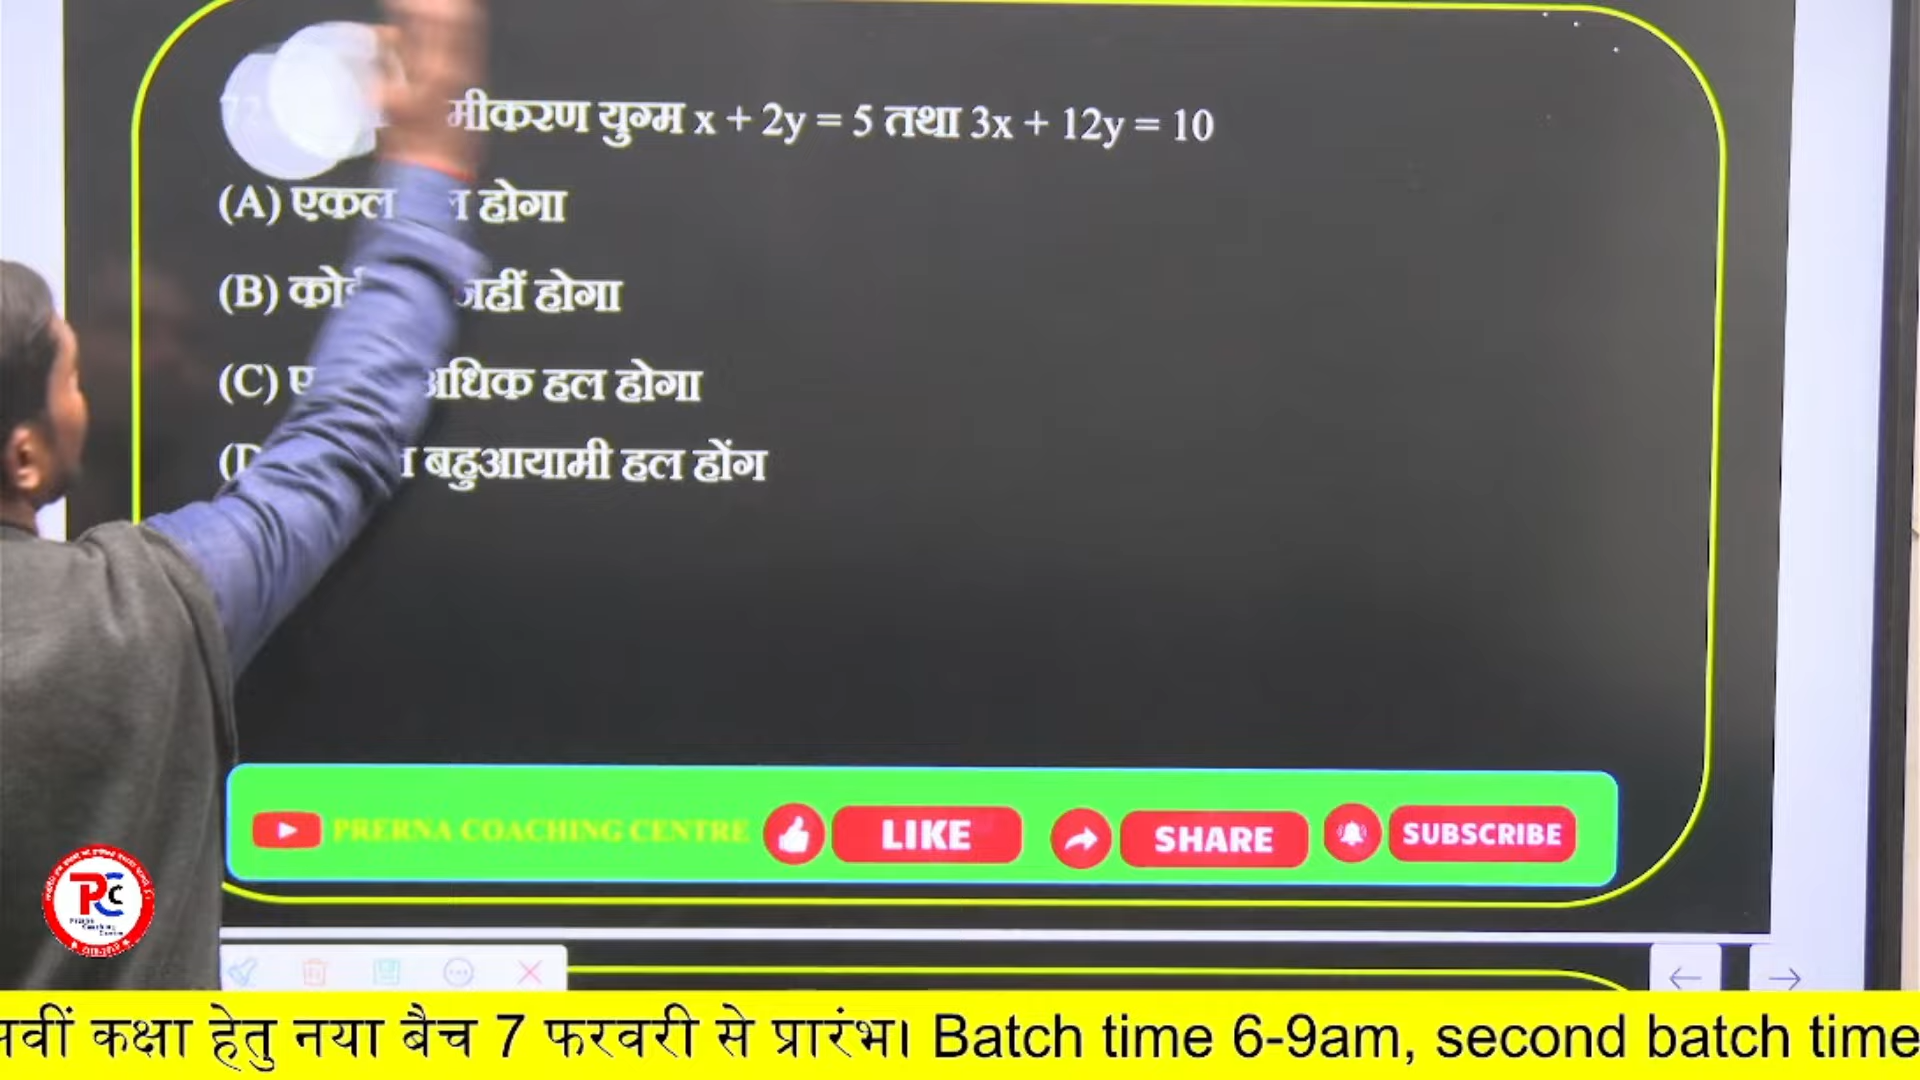 मीकरण युग्म x + 2y = 5 तथा 3x + 12y = 10
(A) एकल होगा
(B) नहीं होगा
(C) अधिक हल होगा
बहुआयामी हल होंग
PRERNA COACHING CENTRE LIKE SHARE SUBSCRIBE
PCC
वीं कक्षा हेतु नया बैच 7 फरवरी से प्रारंभ। Batch time 6-9am, second batch time